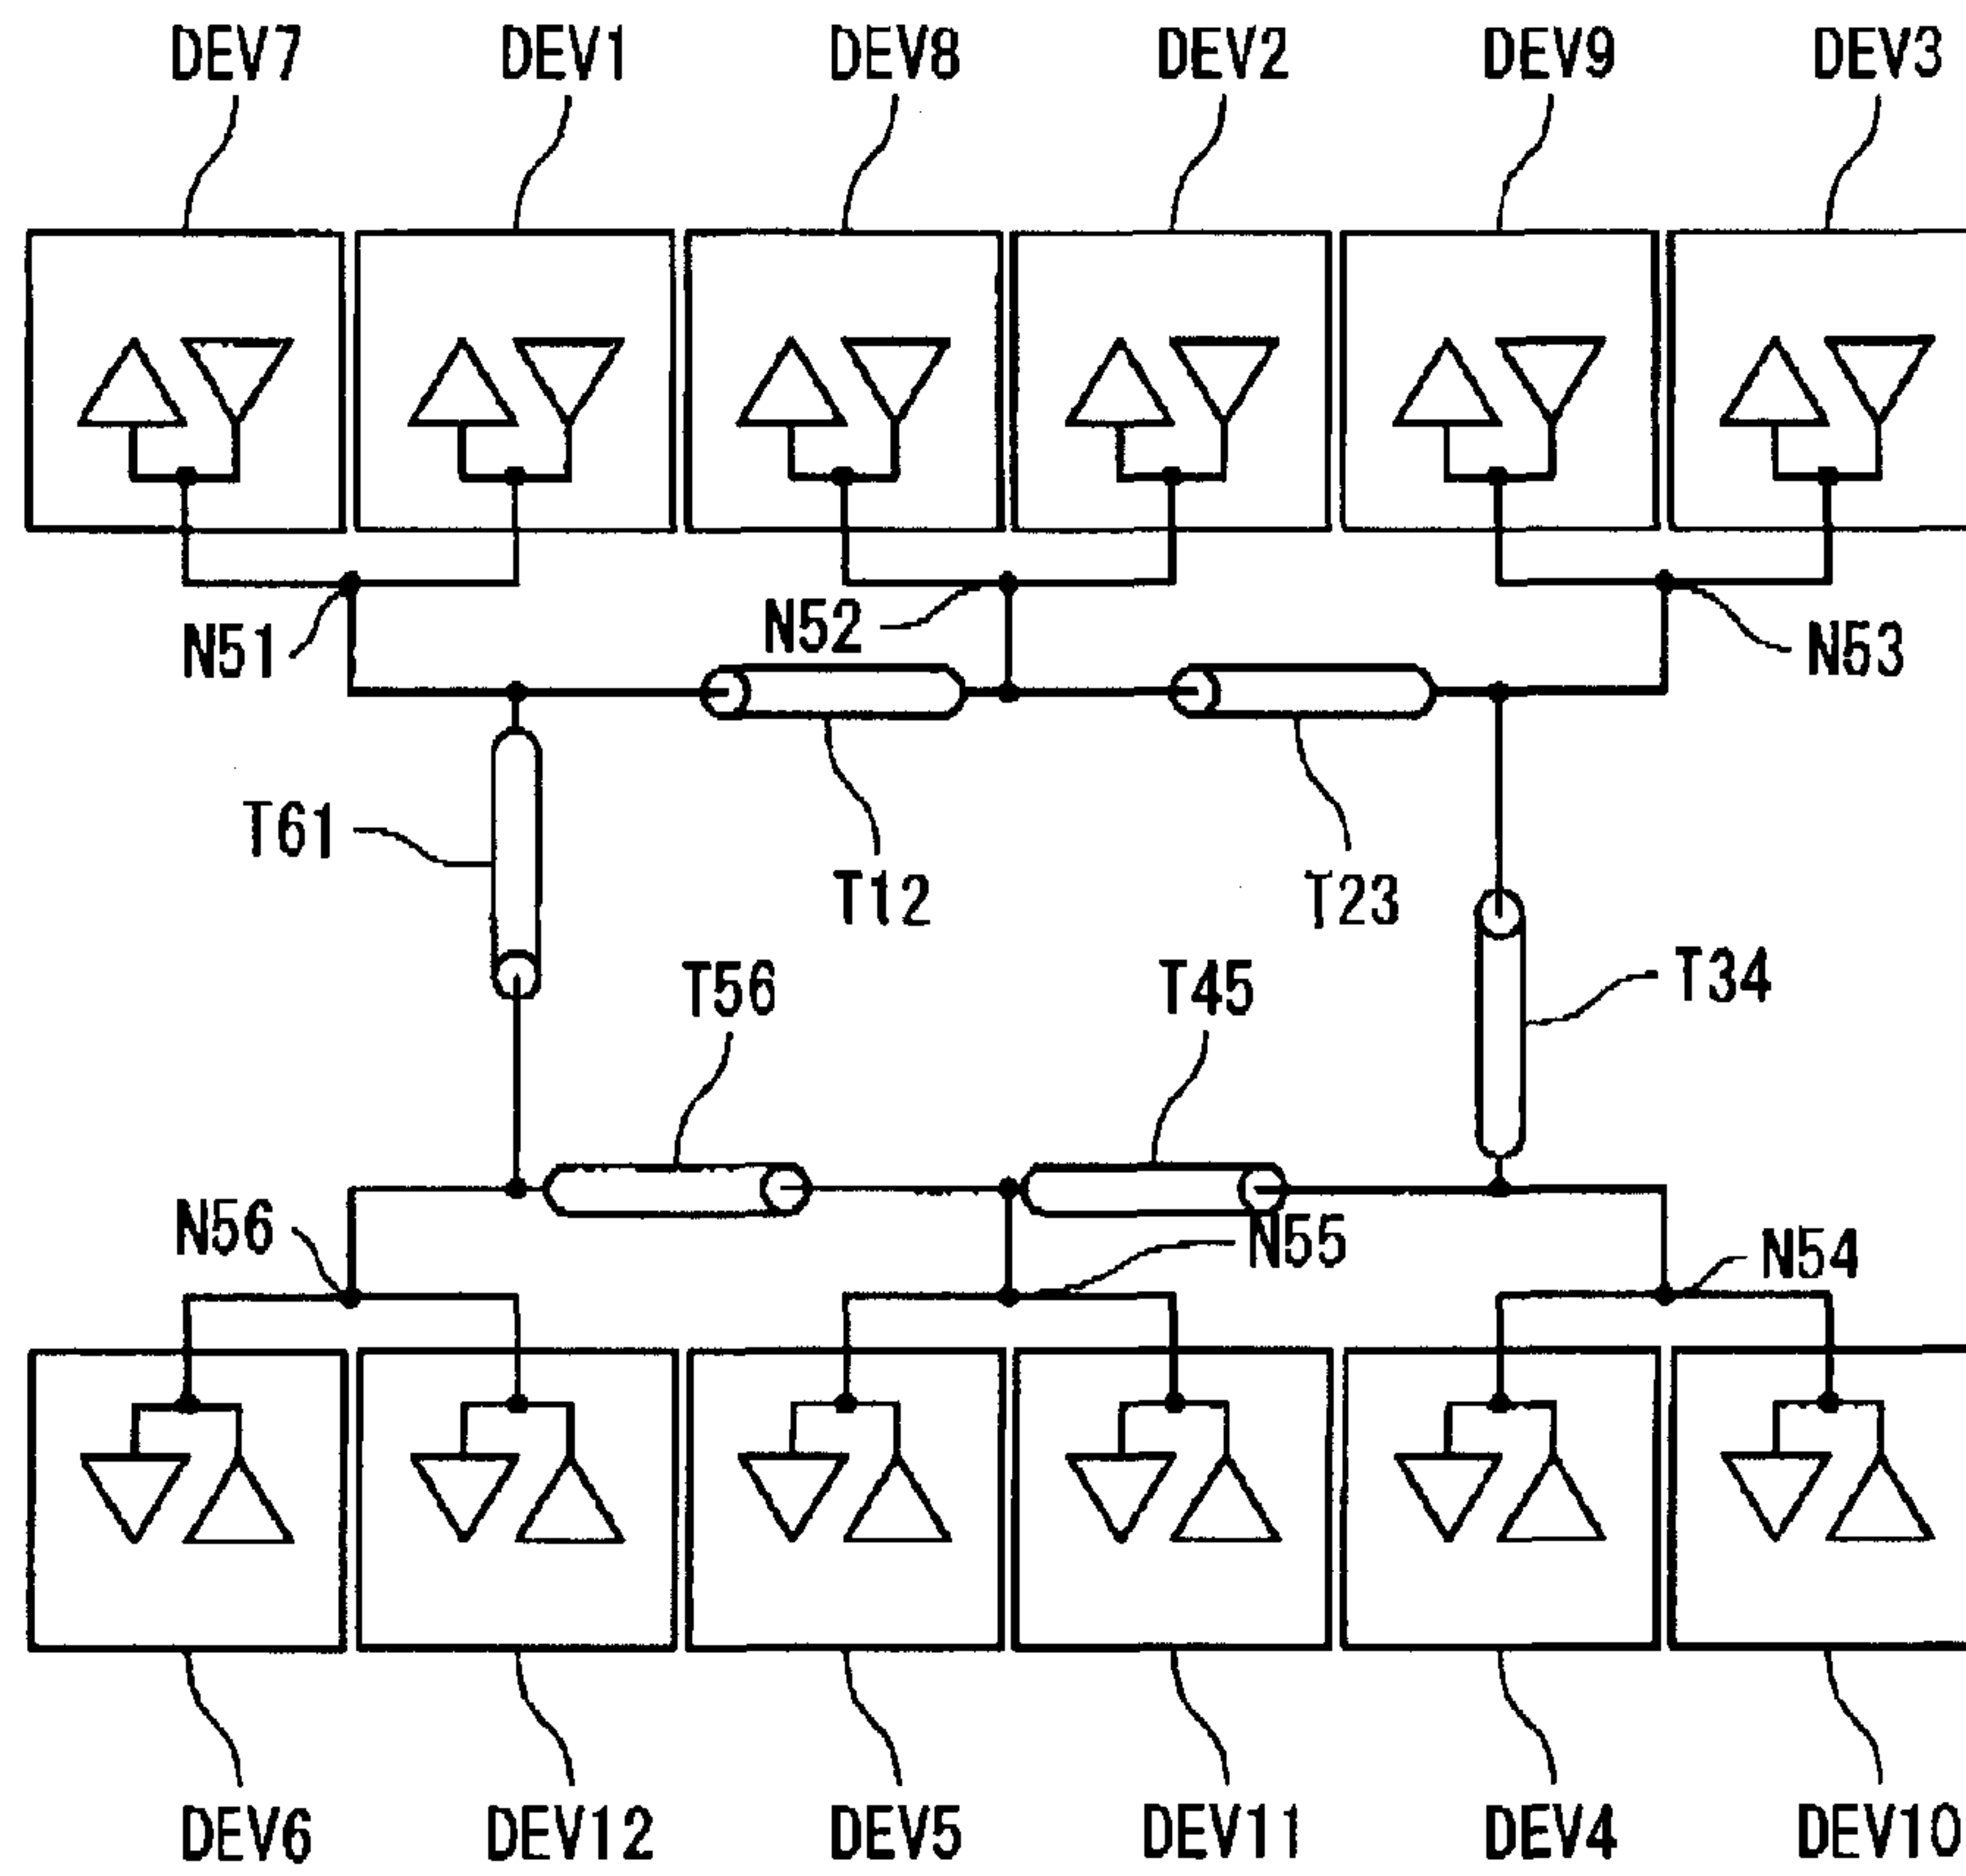 DEV7 DEV1 DEV8 DEV2 DEV9 DEV3
N51 N52 N53
T61 T12 T23
T56 T45 T34
N56 N55 N54
DEV6 DEV12 DEV5 DEV11 DEV4 DEV10